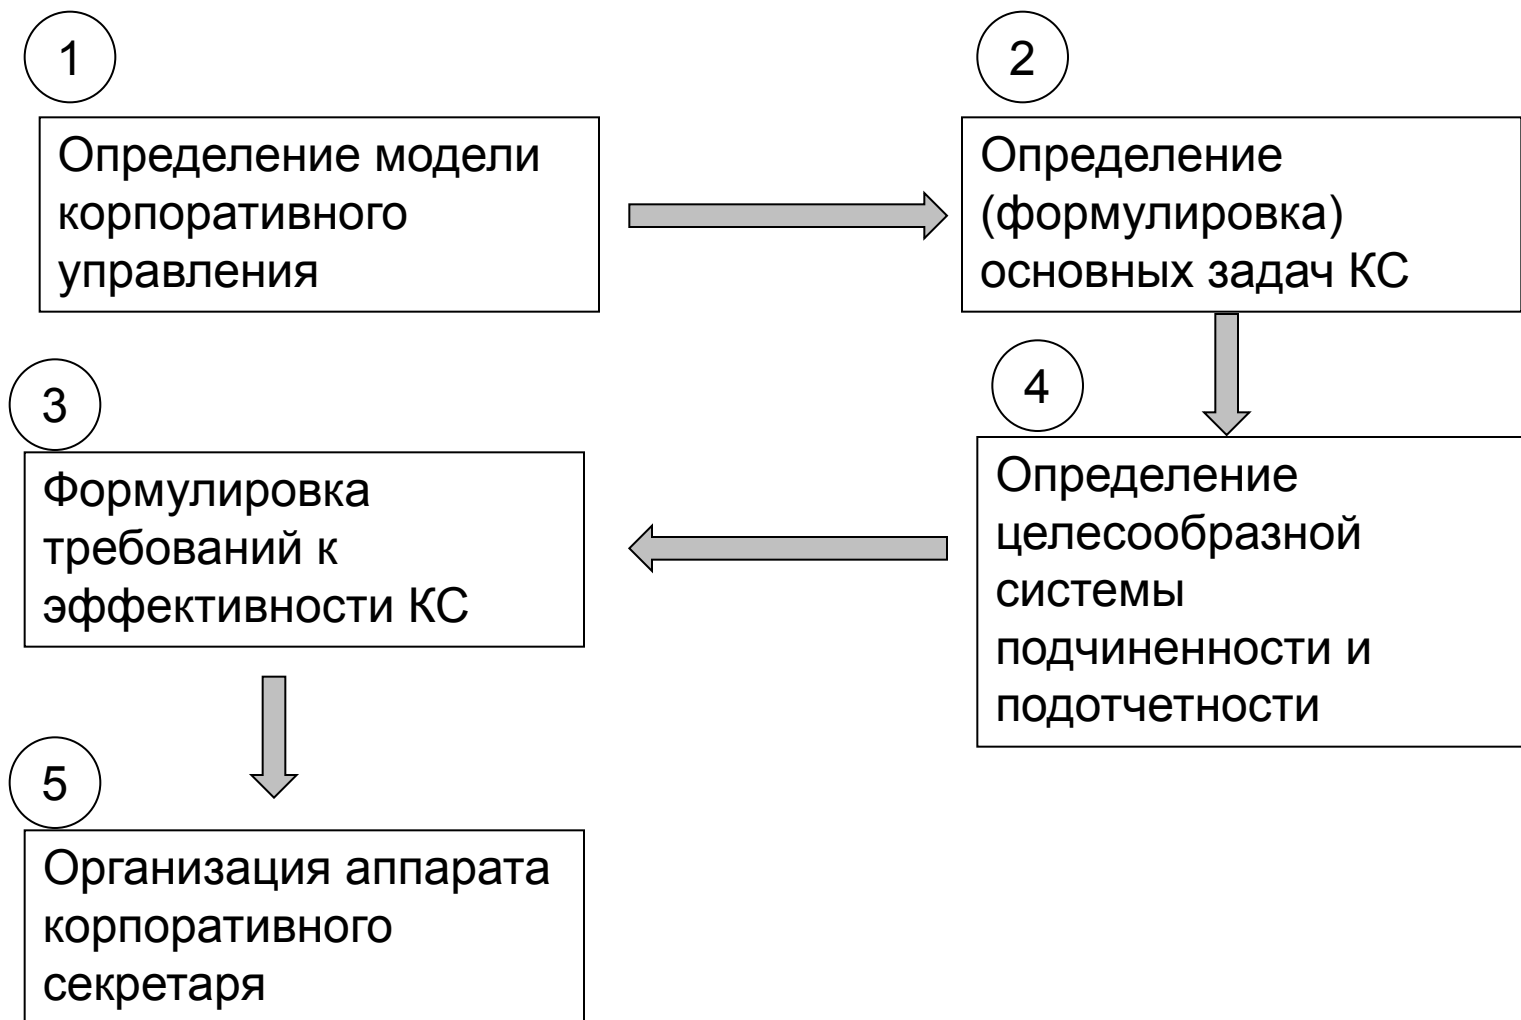 1
Определение модели
корпоративного
управления
2
Определение
(формулировка)
основных задач КС
3
Формулировка
требований к
эффективности КС
4
Определение
целесообразной
системы
подчиненности и
подотчетности
5
Организация аппарата
корпоративного
секретаря